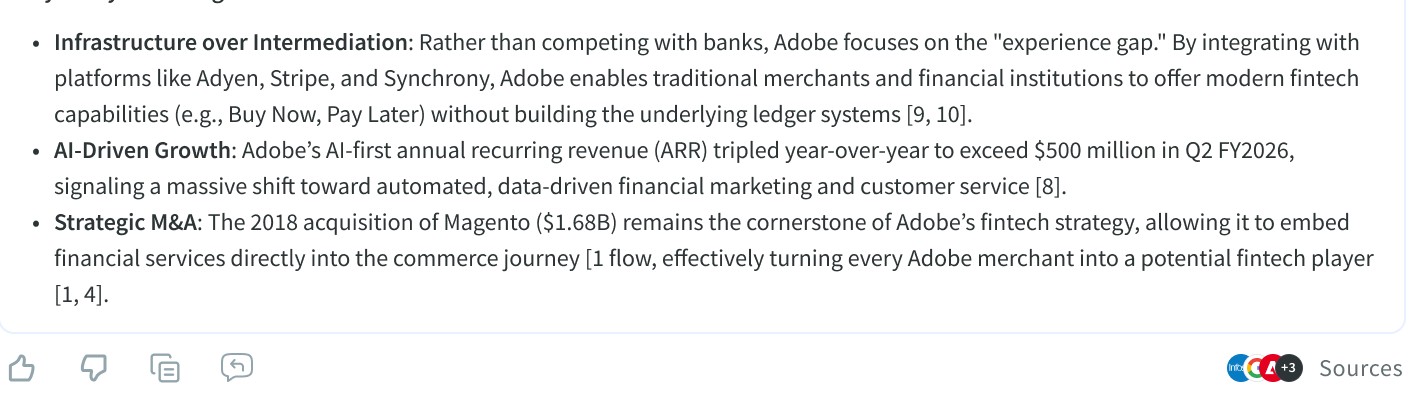 • Infrastructure over Intermediation: Rather than competing with banks, Adobe focuses on the "experience gap." By integrating with
platforms like Adyen, Stripe, and Synchrony, Adobe enables traditional merchants and financial institutions to offer modern fintech
capabilities (e.g., Buy Now, Pay Later) without building the underlying ledger systems [9, 10].
• AI-Driven Growth: Adobe’s AI-first annual recurring revenue (ARR) tripled year-over-year to exceed $500 million in Q2 FY2026,
signaling a massive shift toward automated, data-driven financial marketing and customer service [8].
• Strategic M&A: The 2018 acquisition of Magento ($1.68B) remains the cornerstone of Adobe’s fintech strategy, allowing it to embed
financial services directly into the commerce journey [1 flow, effectively turning every Adobe merchant into a potential fintech player
[1, 4].
+3 Sources